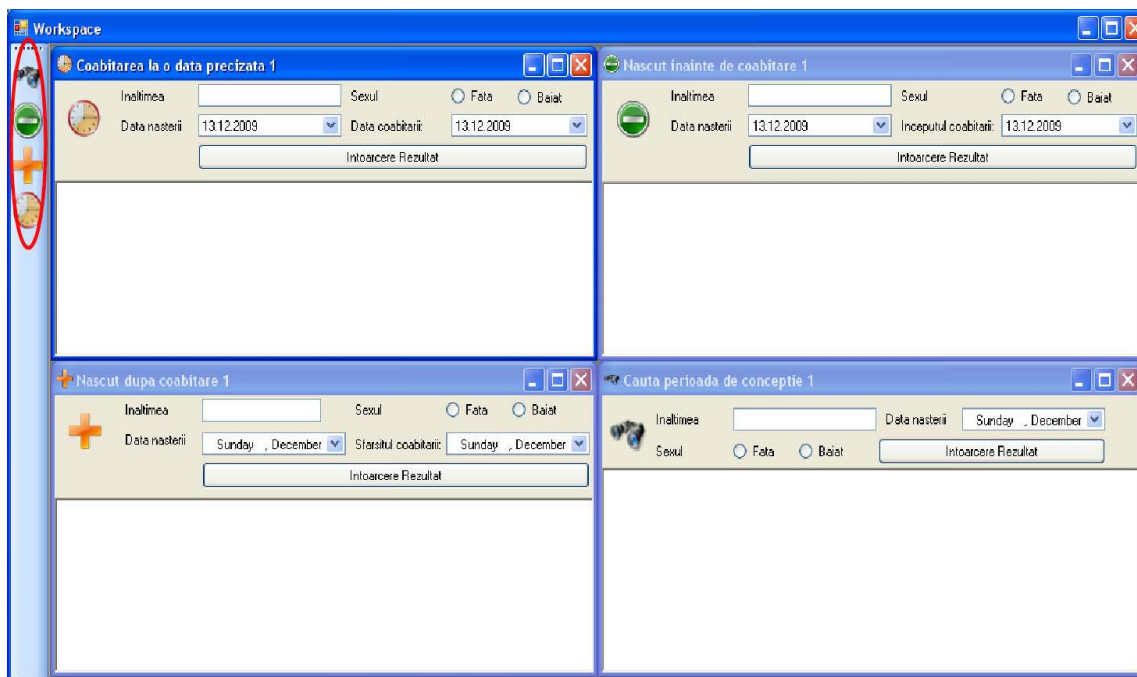 Workspace
Coabitarea la o data precizata 1
Inaltimea Sexul Fata Baiat
Data nasterii 13.12.2009 Data coabitarii: 13.12.2009
Intoarcere Rezultat
Nascut inainte de coabitare 1
Inaltimea Sexul Fata Baiat
Data nasterii 13.12.2009 Inceputul coabitarii: 13.12.2009
Intoarcere Rezultat
Nascut dupa coabitare 1
Inaltimea Sexul Fata Baiat
Data nasterii Sunday , December Sfarsitul coabitarii: Sunday , December
Intoarcere Rezultat
Cauta perioada de conceptie 1
Inaltimea Data nasterii Sunday , December
Sexul Fata Baiat Intoarcere Rezultat